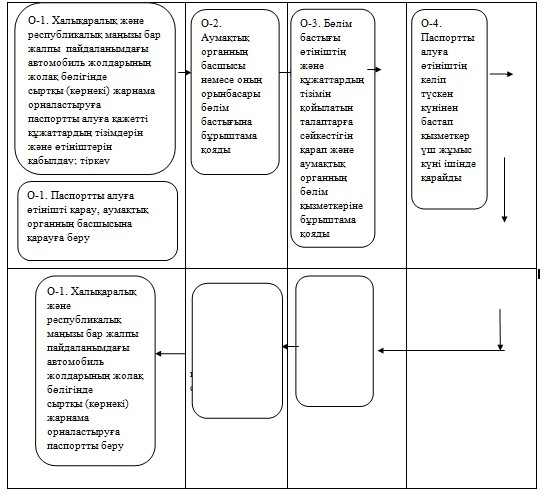 О-1. Халықаралық және
республикалық маңызы бар
жалпы пайдаланымдағы
автомобиль жолдарының
жолақ бөлігінде
сыртқы (көрнекі) жарнама
орналастыруға
паспортты алуға қажетті
құжаттардың тізімдерін
және өтініштерін
қабылдау; тіркеу
О-1. Паспортты алуға
өтінішті қарау, аумақтық
органның басшысына
қарауға беру
О-2.
Аумақтық
органның
басшысы
немесе оның
орынбасары
бөлім
бастығына
бұрыштама
қояды
О-3. Бөлім
бастығы
өтініштің
және
құжаттардың
тізімін
қойылатын
талаптарға
сәйкестігін
қарап және
аумақтық
органның
бөлім
қызметкеріне
бұрыштама
қояды
О-4.
Паспортты
алуға
өтініштің
келіп
түскен
күнінен
бастап
қызметкер
үш жұмыс
күні ішінде
қарайды
О-1. Халықаралық
және
республикалық
маңызы бар жалпы
пайдаланымдағы
автомобиль
жолдарының жолақ
бөлігінде
сыртқы (көрнекі)
жарнама
орналастыруға
паспортты беру